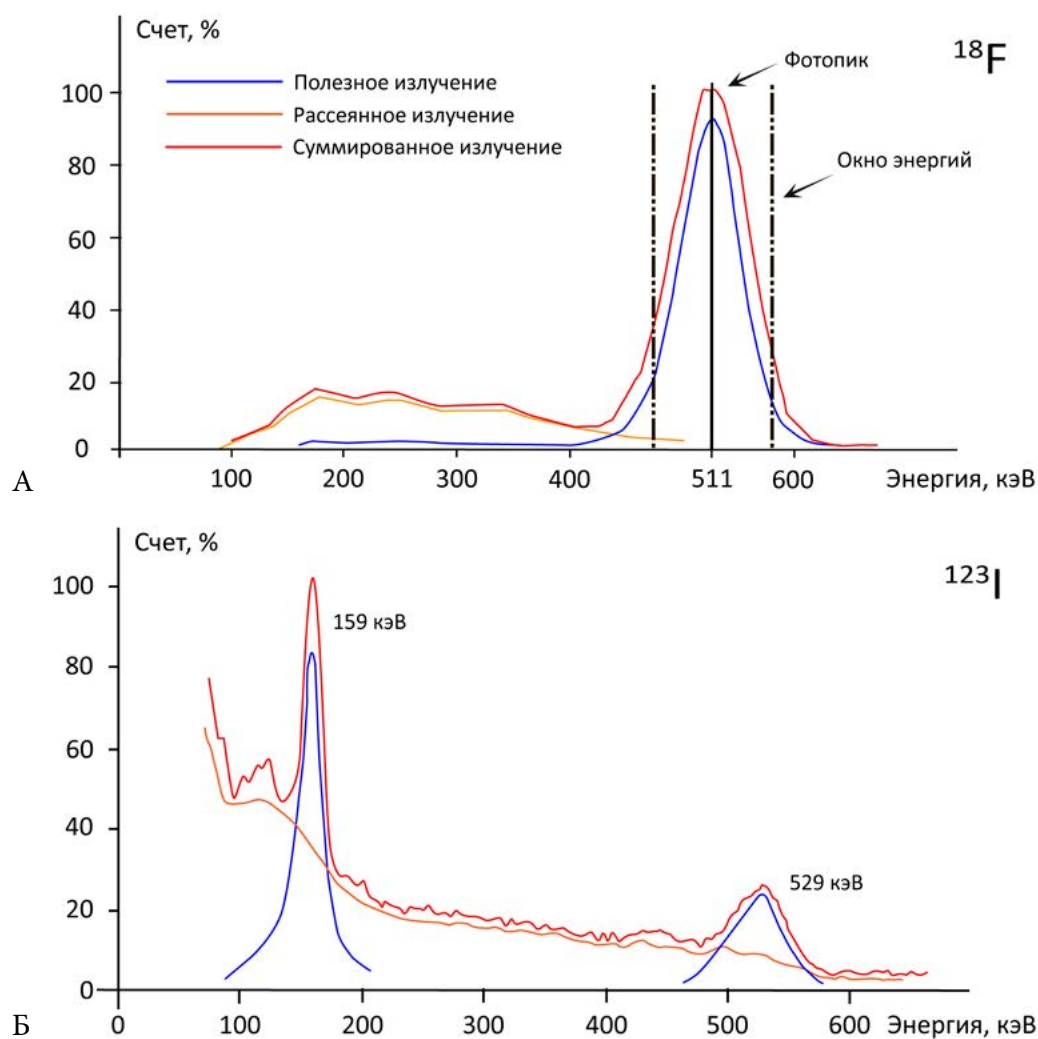 Счет, %
18F
Фотопик
Полезное излучение
Рассеянное излучение
Суммированное излучение
Окно энергий
100
80
60
40
20
0
100 200 300 400 511 600 Энергия, кэВ
А
Счет, %
123I
159 кэВ
529 кэВ
100
80
60
40
20
0
0 100 200 300 400 500 600 Энергия, кэВ
Б